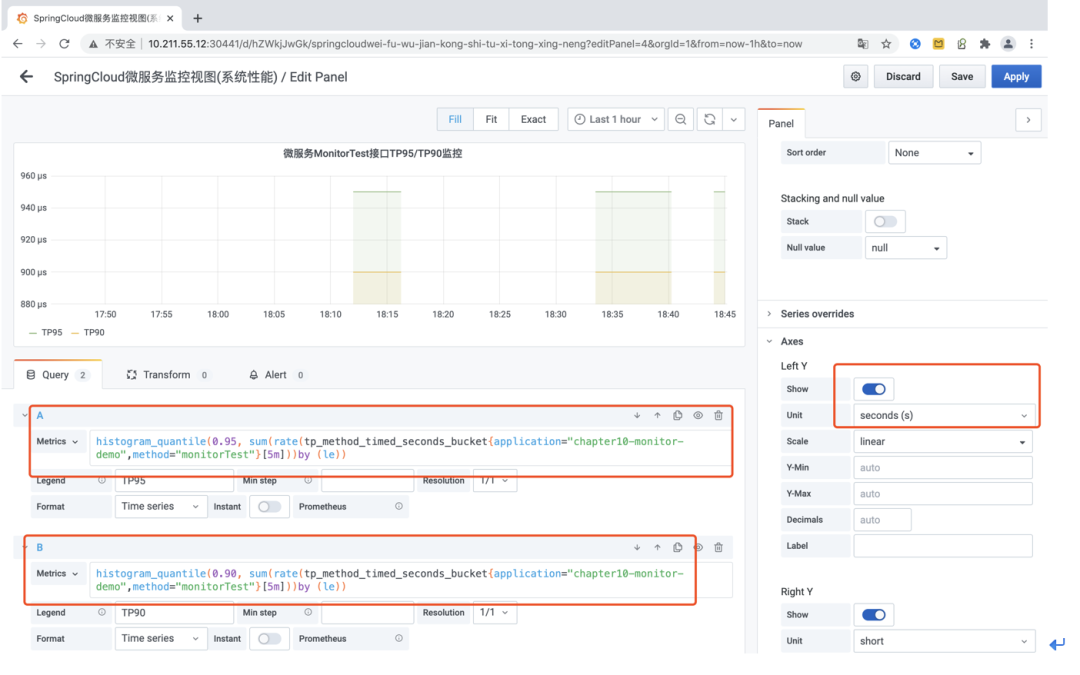 SpringCloud微服务监控视图(系
不安全 10.211.55.12:30441/d/hZWkjJwGk/springcloudwei-fu-wu-jian-kong-shi-tu-xi-tong-xing-neng?editPanel=4&orgId=1&from=now-1h&to=now
SpringCloud微服务监控视图(系统性能) / Edit Panel
Discard Save Apply
Fill Fit Exact Last 1 hour
Panel
Sort order None
微服务MonitorTest接口TP95/TP90监控
960 µs
940 µs
920 µs
900 µs
880 µs
17:50 17:55 18:00 18:05 18:10 18:15 18:20 18:25 18:30 18:35 18:40 18:45
TP95 TP90
Stacking and null value
Stack
Null value null
Series overrides
Axes
Left Y
Show
Unit seconds (s)
Scale linear
Y-Min auto
Y-Max auto
Decimals auto
Label
Right Y
Show
Unit short
Query 2 Transform 0 Alert 0
A
Metrics histogram_quantile(0.95, sum(rate(tp_method_timed_seconds_bucket{application="chapter10-monitor-
demo",method="monitorTest"}[5m]))by (le))
Legend TP95 Min step Resolution 1/1
Format Time series Instant Prometheus
B
Metrics histogram_quantile(0.90, sum(rate(tp_method_timed_seconds_bucket{application="chapter10-monitor-
demo",method="monitorTest"}[5m]))by (le))
Legend TP90 Min step Resolution 1/1
Format Time series Instant Prometheus